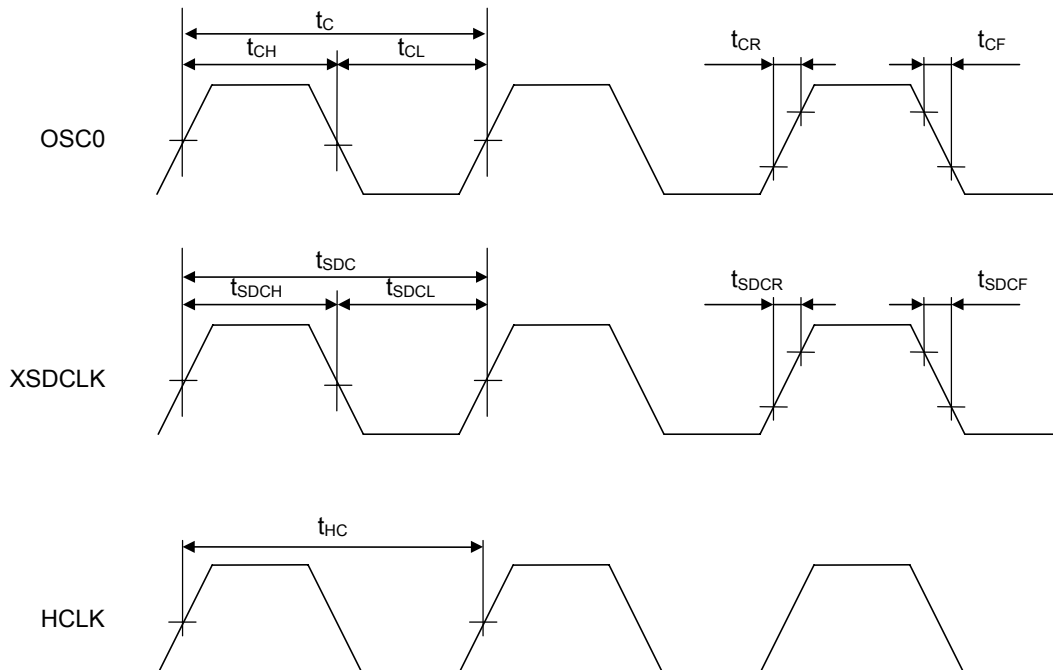 tC
tCH tCL tCR tCF
OSC0
tSDC
tSDCH tSDCL tSDCR tSDCF
XSDCLK
tHC
HCLK